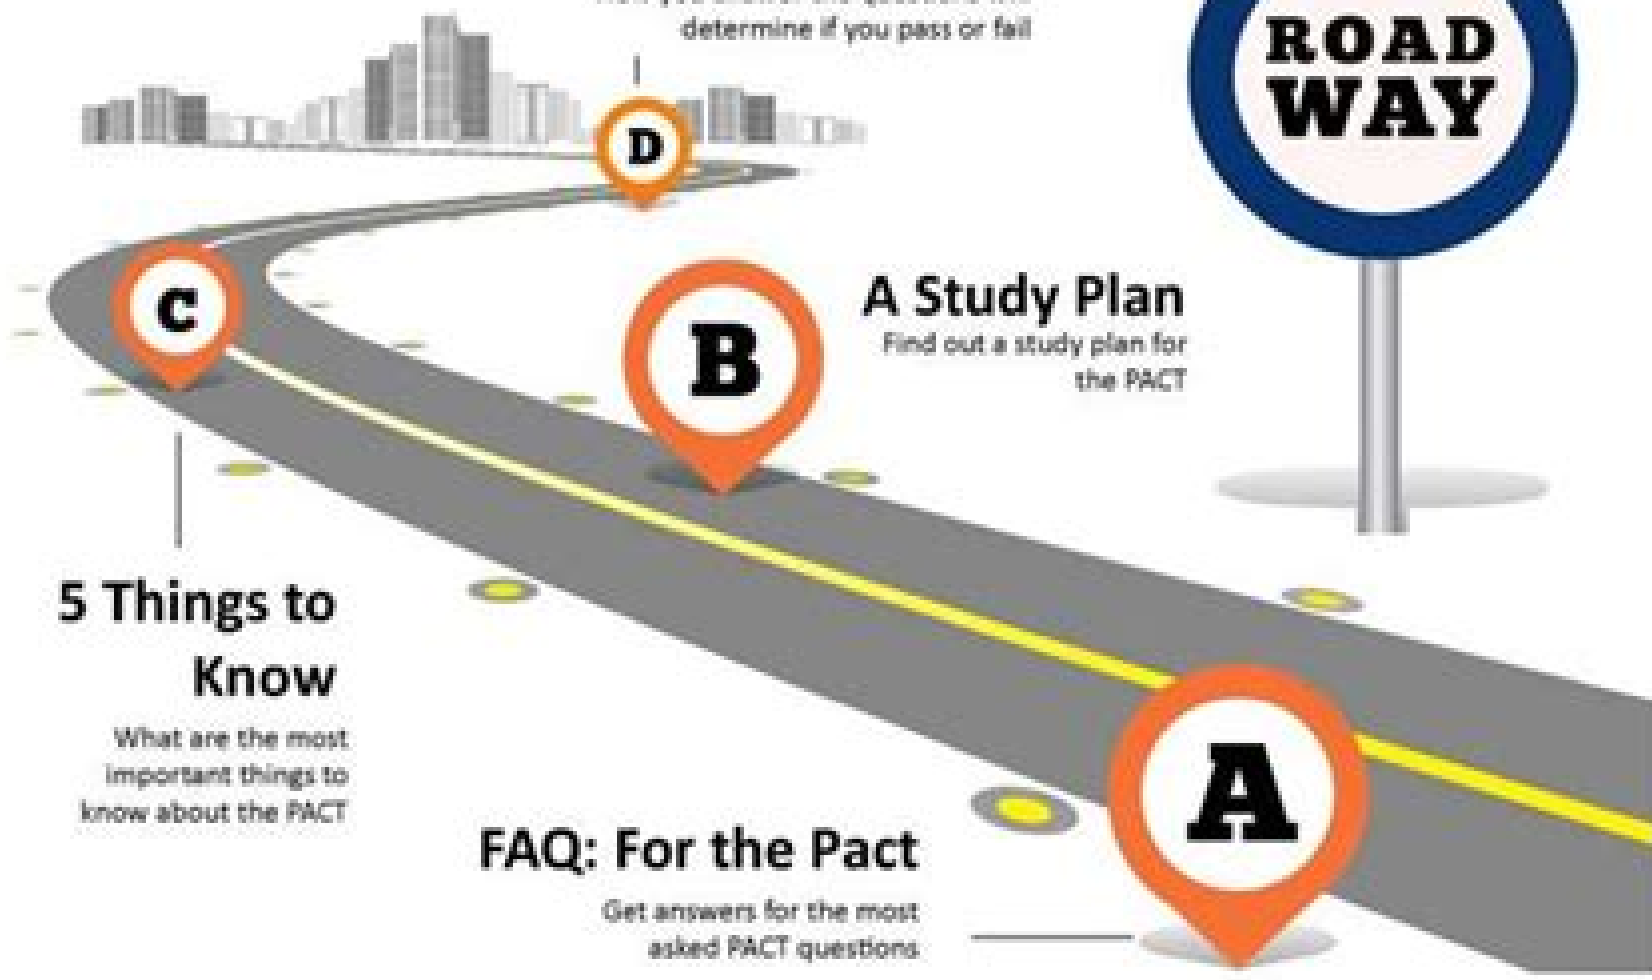 determine if you pass or fail
ROAD
WAY
D
C
B
A Study Plan
Find out a study plan for
the PACT
5 Things to
Know
What are the most
important things to
know about the PACT
A
FAQ: For the Pact
Get answers for the most
asked PACT questions